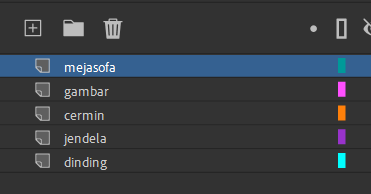 mejasofa
gambar
cermin
jendela
dinding